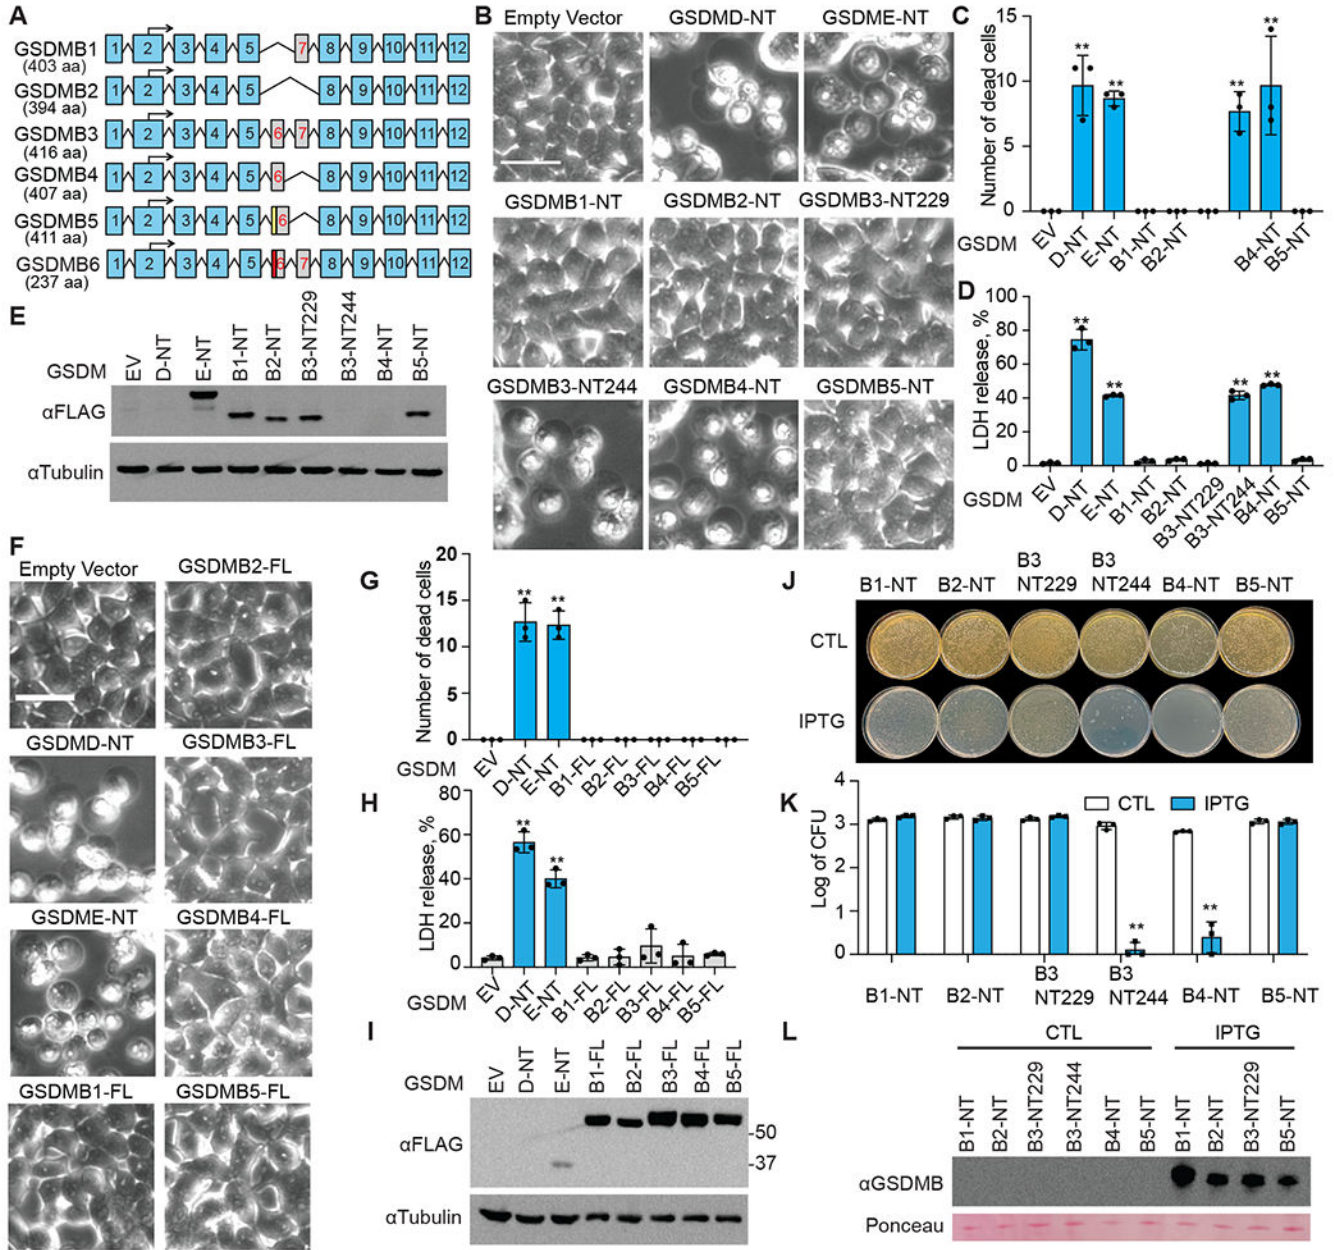 A
GSDMB1
(403 aa)
1 2 3 4 5 7 8 9 10 11 12
GSDMB2
(394 aa)
1 2 3 4 5 8 9 10 11 12
GSDMB3
(416 aa)
1 2 3 4 5 6 7 8 9 10 11 12
GSDMB4
(407 aa)
1 2 3 4 5 6 8 9 10 11 12
GSDMB5
(411 aa)
1 2 3 4 5 6 8 9 10 11 12
GSDMB6
(237 aa)
1 2 3 4 5 6 7 8 9 10 11 12
B
Empty Vector GSDMD-NT GSDME-NT
GSDMB1-NT GSDMB2-NT GSDMB3-NT229
GSDMB3-NT244 GSDMB4-NT GSDMB5-NT
C
Number of dead cells
15
10
5
0
** ** ** **
GSDM
EV D-NT E-NT B1-NT B2-NT B4-NT B5-NT
D
LDH release, %
100
80
60
40
20
0
** ** ** **
GSDM
EV D-NT E-NT B1-NT B2-NT B3-NT229 B3-NT244 B4-NT B5-NT
E
GSDM
EV D-NT E-NT B1-NT B2-NT B3-NT229 B3-NT244 B4-NT B5-NT
αFLAG
αTubulin
F
Empty Vector GSDMB2-FL
GSDMD-NT GSDMB3-FL
GSDME-NT GSDMB4-FL
GSDMB1-FL GSDMB5-FL
G
Number of dead cells
20
15
10
5
0
** **
GSDM
EV D-NT E-NT B1-FL B2-FL B3-FL B4-FL B5-FL
H
LDH release, %
80
60
40
20
0
** **
GSDM
EV D-NT E-NT B1-FL B2-FL B3-FL B4-FL B5-FL
I
GSDM
EV D-NT E-NT B1-FL B2-FL B3-FL B4-FL B5-FL
αFLAG
-50
-37
αTubulin
J
B1-NT B2-NT B3 NT229 B3 NT244 B4-NT B5-NT
CTL
IPTG
K
CTL IPTG
Log of CFU
4
3
2
1
0
** **
B1-NT B2-NT B3 NT229 B3 NT244 B4-NT B5-NT
L
CTL IPTG
B1-NT B2-NT B3-NT229 B3-NT244 B4-NT B5-NT B1-NT B2-NT B3-NT229 B5-NT
αGSDMB
Ponceau